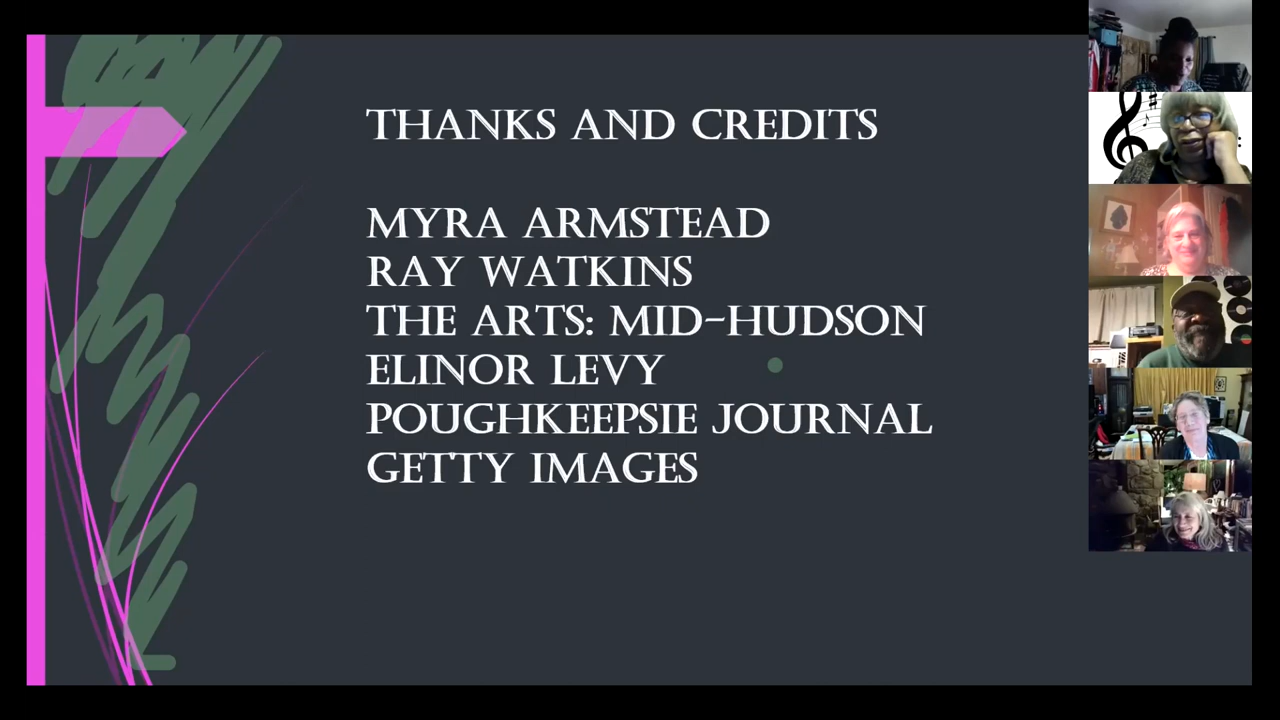 THANKS AND CREDITS
MYRA ARMSTEAD
RAY WATKINS
THE ARTS: MID-HUDSON
ELINOR LEVY
POUGHKEEPSIE JOURNAL
GETTY IMAGES